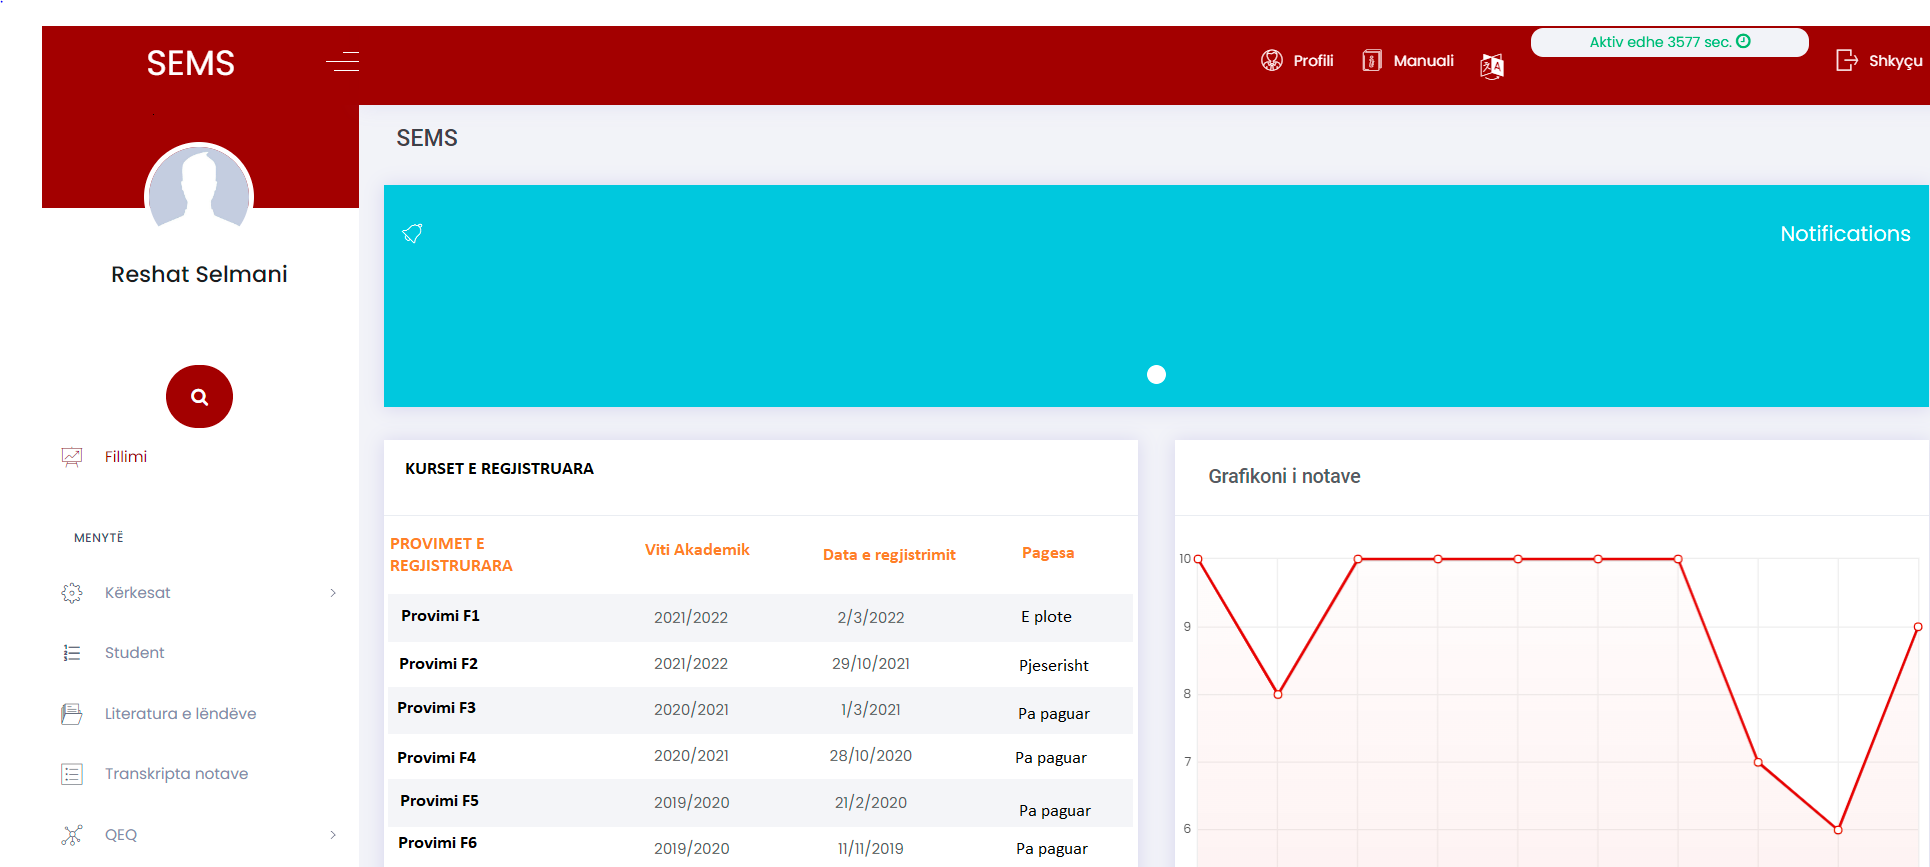 SEMS
Profili
Manuali
Aktiv edhe 3577 sec.
Shkyçu
Reshat Selmani
Fillimi
MENYTË
Kërkesat
Student
Literatura e lëndëve
Transkripta notave
QEQ
SEMS
Notifications
KURSET E REGJISTRUARA
PROVIMET E
REGJISTRURARA
Viti Akademik
Data e regjistrimit
Pagesa
Provimi F1 2021/2022 2/3/2022 E plote
Provimi F2 2021/2022 29/10/2021 Pjeserisht
Provimi F3 2020/2021 1/3/2021 Pa paguar
Provimi F4 2020/2021 28/10/2020 Pa paguar
Provimi F5 2019/2020 21/2/2020 Pa paguar
Provimi F6 2019/2020 11/11/2019 Pa paguar
Grafikoni i notave
10
9
8
7
6